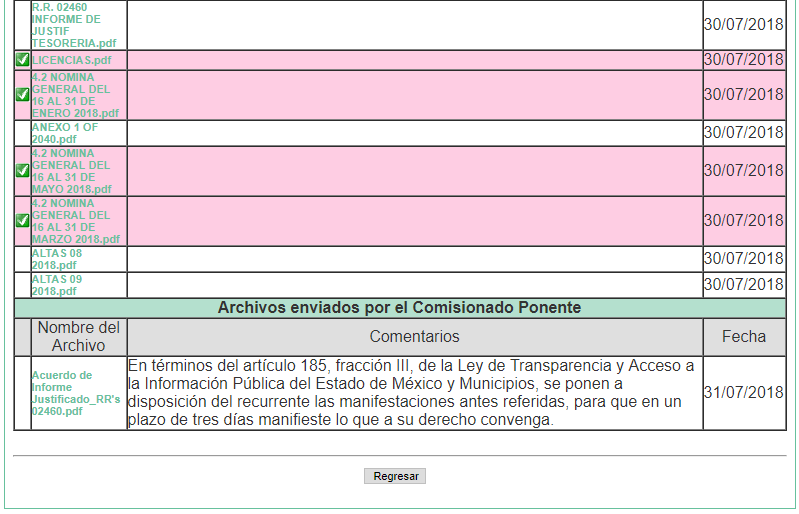 R.R. 02460
INFORME DE
JUSTIF
TESORERIA.pdf
30/07/2018
LICENCIAS.pdf
30/07/2018
4.2 NOMINA
GENERAL DEL
16 AL 31 DE
ENERO 2018.pdf
30/07/2018
ANEXO 1 OF
2040.pdf
30/07/2018
4.2 NOMINA
GENERAL DEL
16 AL 31 DE
MAYO 2018.pdf
30/07/2018
4.2 NOMINA
GENERAL DEL
16 AL 31 DE
MARZO 2018.pdf
30/07/2018
ALTAS 08
2018.pdf
30/07/2018
ALTAS 09
2018.pdf
30/07/2018
Archivos enviados por el Comisionado Ponente
Nombre del
Archivo
Comentarios
Fecha
Acuerdo de
Informe
Justificado_RR's
02460.pdf
En términos del artículo 185, fracción III, de la Ley de Transparencia y Acceso a
la Información Pública del Estado de México y Municipios, se ponen a
disposición del recurrente las manifestaciones antes referidas, para que en un
plazo de tres días manifieste lo que a su derecho convenga.
31/07/2018
Regresar